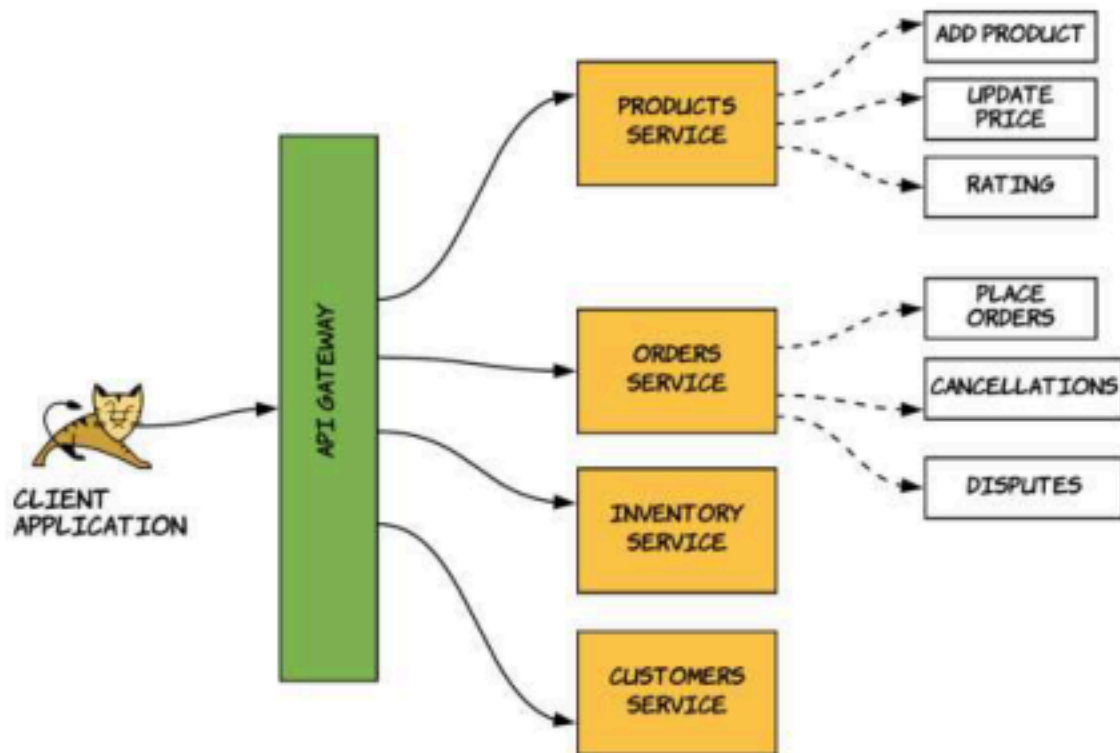 ADD PRODUCT
PRODUCTS
SERVICE
UPDATE
PRICE
RATING
API GATEWAY
PLACE
ORDERS
ORDERS
SERVICE
CANCELLATIONS
DISPUTES
CLIENT
APPLICATION
INVENTORY
SERVICE
CUSTOMERS
SERVICE